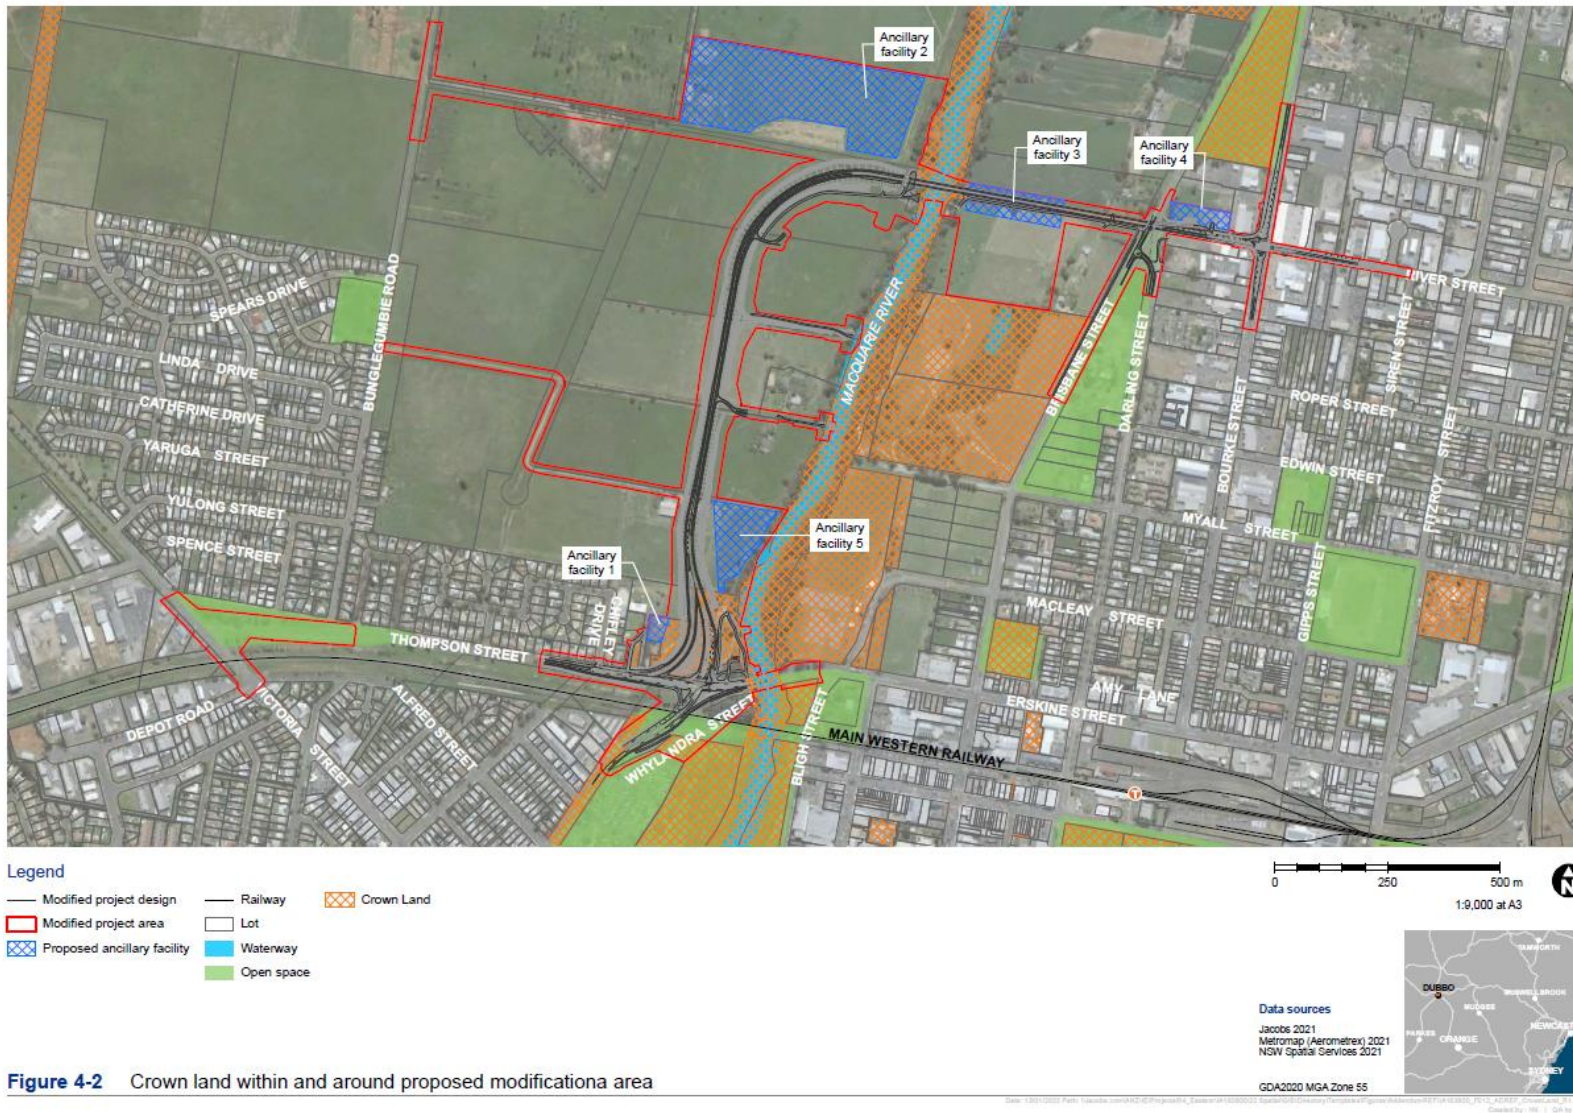 Ancillary
facility 2
Ancillary
facility 3
Ancillary
facility 4
RIVER STREET
BUNGLEGUMBIE ROAD
SPEARS DRIVE
LINDA DRIVE
CATHERINE DRIVE
YARUGA STREET
YULONG STREET
SPENCE STREET
MACQUARIE RIVER
BRISBANE STREET
DARLING STREET
BOURKE STREET
SIREN STREET
ROPER STREET
FITZROY STREET
EDWIN STREET
MYALL STREET
GIPPS STREET
Ancillary
facility 5
Ancillary
facility 1
CHIFLEY
DRIVE
THOMPSON STREET
MACLEAY STREET
AMY LANE
ERSKINE STREET
DEPOT ROAD
VICTORIA STREET
ALFRED STREET
WHYLANDRA STREET
BLIGH STREET
MAIN WESTERN RAILWAY
T
Legend
Modified project design
Modified project area
Proposed ancillary facility
Railway
Lot
Waterway
Open space
Crown Land
0 250 500 m
1:9,000 at A3
N
TAMWORTH
DUBBO
MUSWELLBROOK
MUDGEE
NEWCAST
PARKES
ORANGE
SYDNEY
Data sources
Jacobs 2021
Metromap (Aerometrex) 2021
NSW Spatial Services 2021
GDA2020 MGA Zone 55
Figure 4-2 Crown land within and around proposed modificationa area